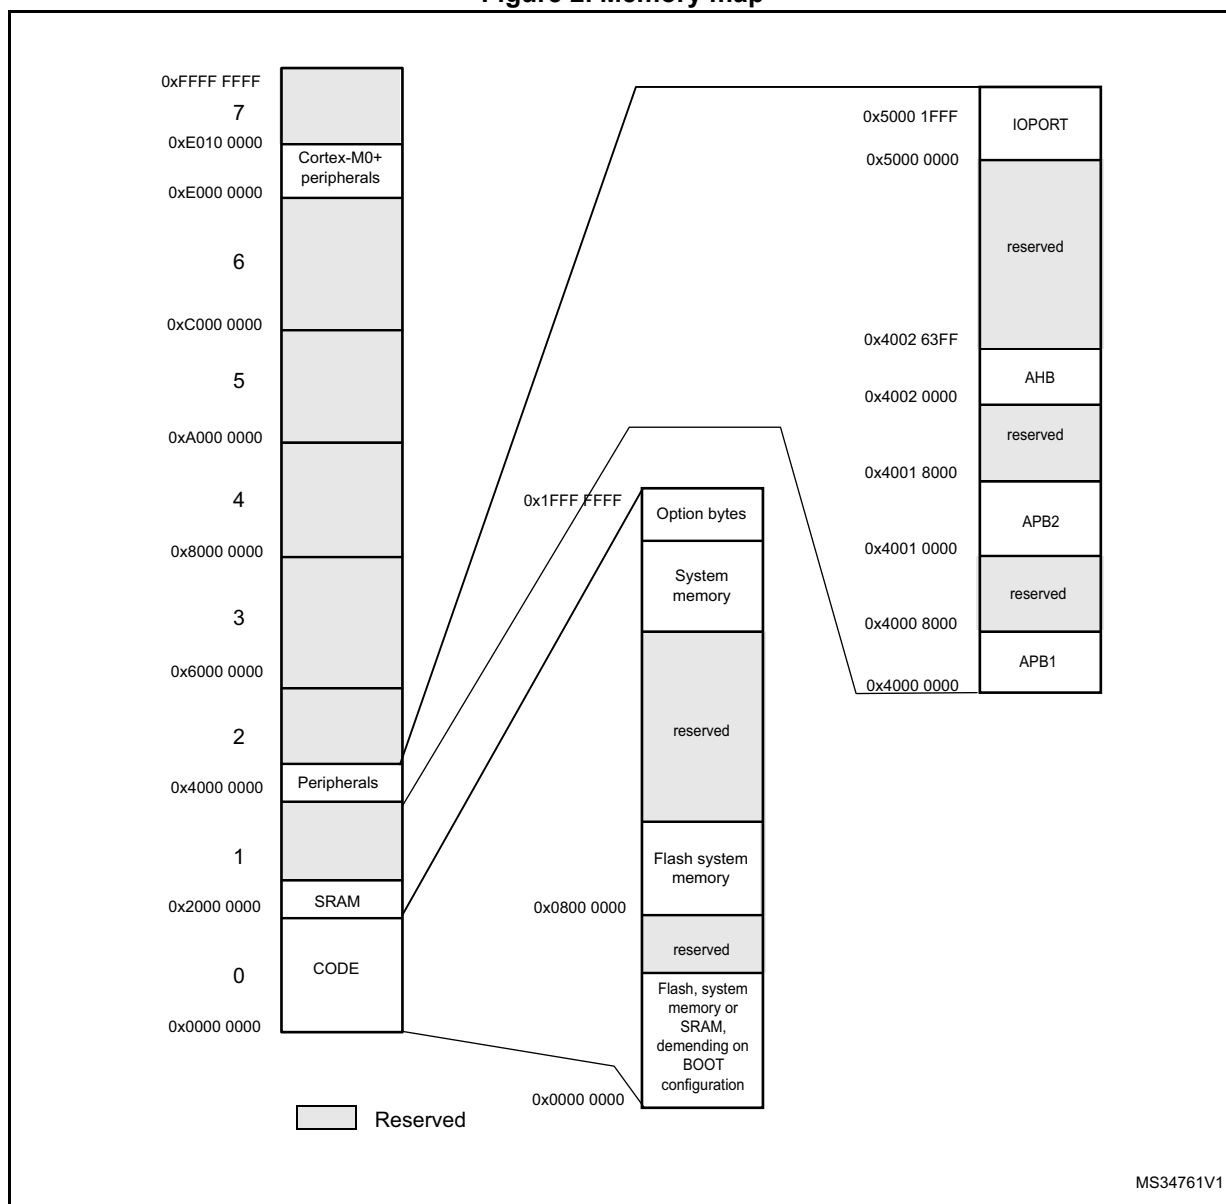 Figure 2. Memory map
0xFFFF FFFF
7
0xE010 0000
Cortex-M0+
peripherals
0xE000 0000
6
0xC000 0000
5
0xA000 0000
4
0x8000 0000
3
0x6000 0000
2
0x4000 0000
Peripherals
1
0x2000 0000
SRAM
0
CODE
0x0000 0000
0x1FFF FFFF
Option bytes
System
memory
reserved
Flash system
memory
0x0800 0000
reserved
Flash, system
memory or
SRAM,
demending on
BOOT
configuration
0x0000 0000
0x5000 1FFF
IOPORT
0x5000 0000
reserved
0x4002 63FF
AHB
0x4002 0000
reserved
0x4001 8000
APB2
0x4001 0000
reserved
0x4000 8000
APB1
0x4000 0000
Reserved
MS34761V1